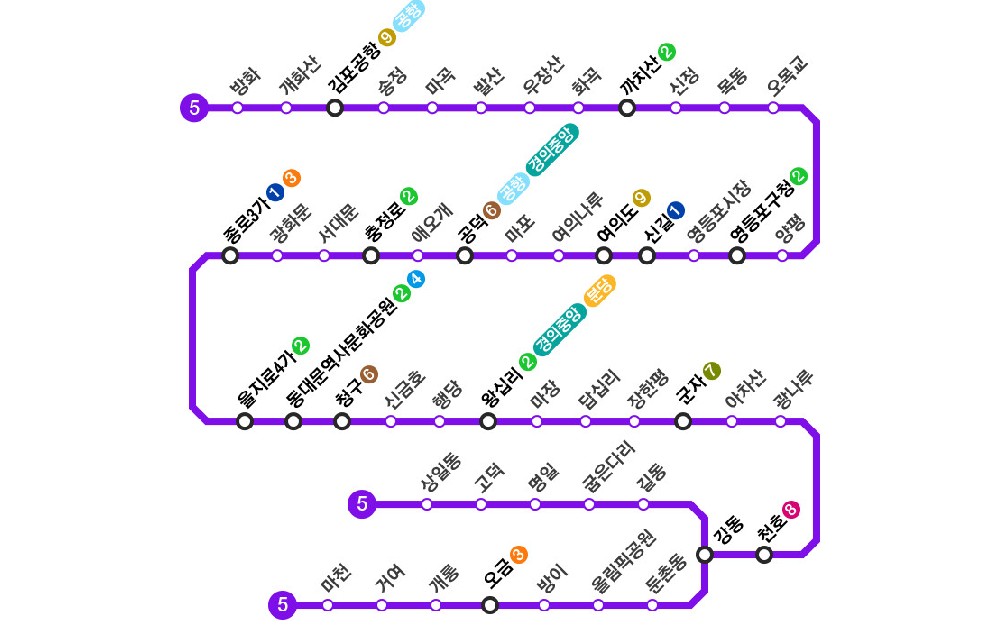 5 방화 개화산 김포공항 9 공항 송정 마곡 발산 우장산 화곡 까치산 2 신정 목동 오목교
종로3가 1 3 광화문 서대문 충정로 2 애오개 공덕 6 공항 경의중앙 마포 여의나루 여의도 9 신길 1 영등포시장 영등포구청 2 양평
을지로4가 2 동대문역사문화공원 2 4 청구 6 신금호 행당 왕십리 2 경의중앙 분당 마장 답십리 장한평 군자 7 아차산 광나루
5 상일동 고덕 명일 굽은다리 길동
강동 천호 8
5 마천 거여 개롱 오금 3 방이 올림픽공원 둔촌동